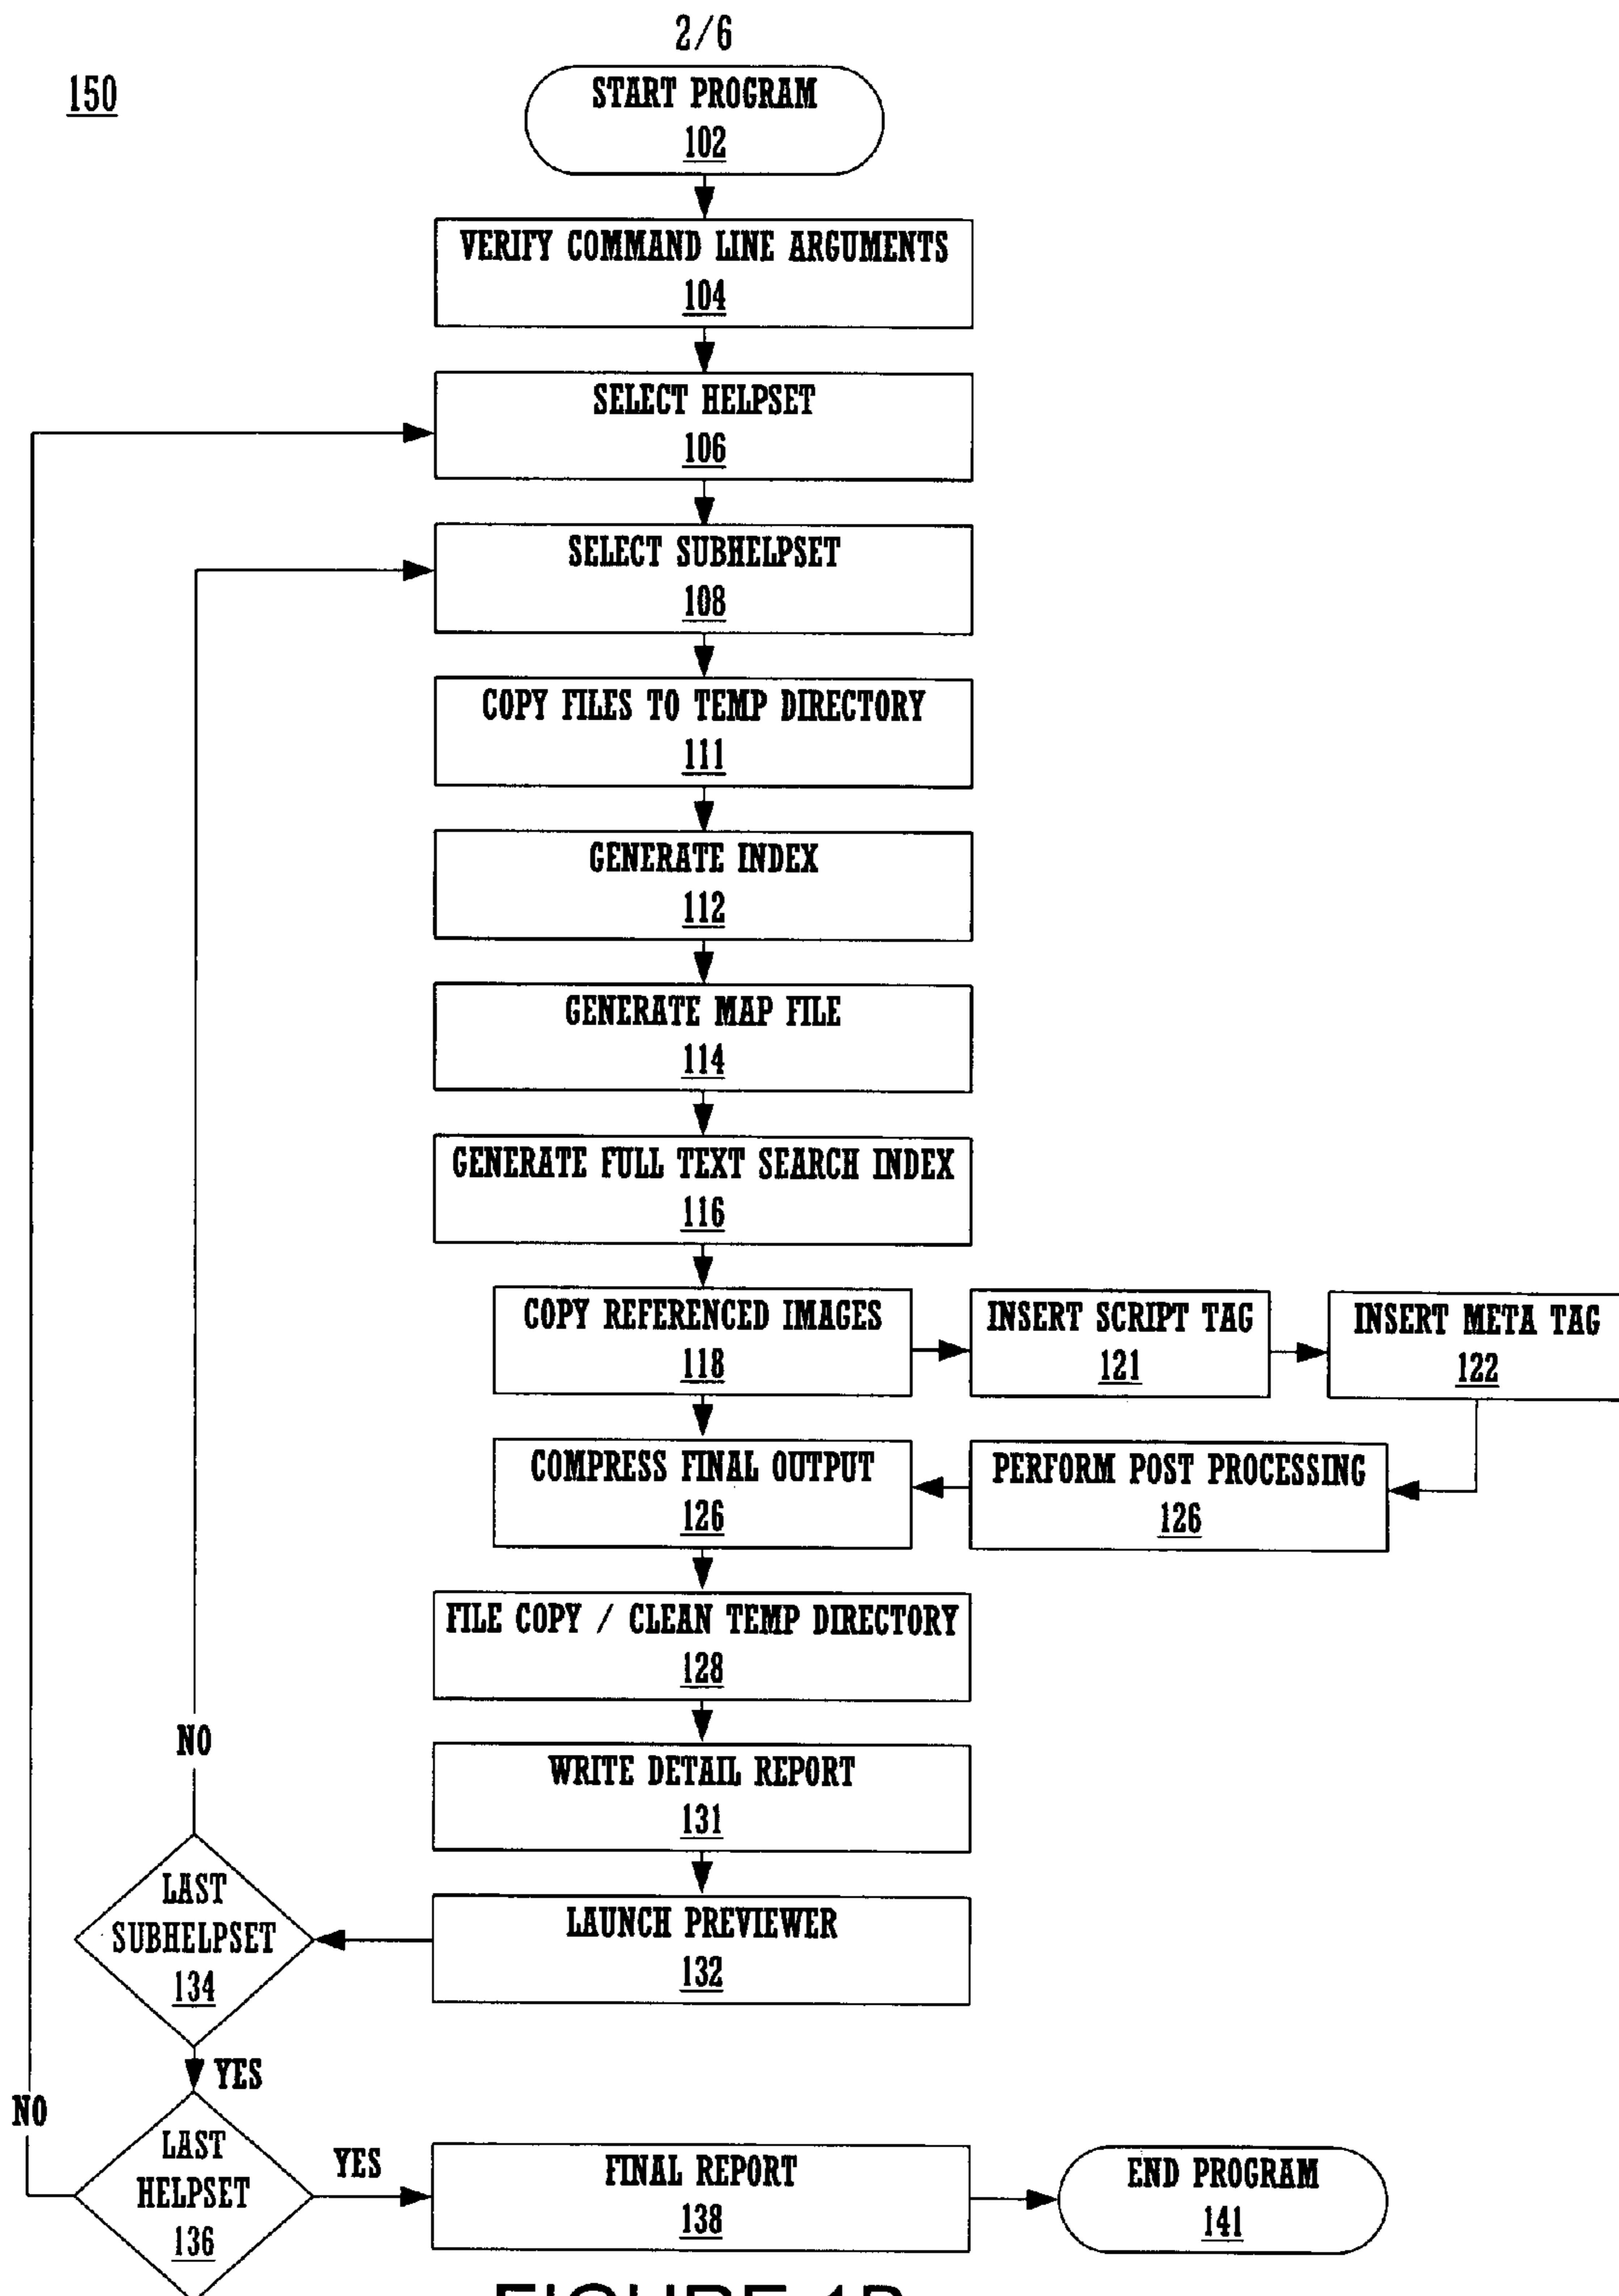 2/6
150
START PROGRAM
102
VERIFY COMMAND LINE ARGUMENTS
104
SELECT HELPSET
106
SELECT SUBHELPSET
108
COPY FILES TO TEMP DIRECTORY
111
GENERATE INDEX
112
GENERATE MAP FILE
114
GENERATE FULL TEXT SEARCH INDEX
116
COPY REFERENCED IMAGES
118
INSERT SCRIPT TAG
121
INSERT META TAG
122
COMPRESS FINAL OUTPUT
126
PERFORM POST PROCESSING
126
FILE COPY / CLEAN TEMP DIRECTORY
128
NO
WRITE DETAIL REPORT
131
LAST
SUBHELPSET
134
LAUNCH PREVIEWER
132
YES
NO
LAST
HELPSET
136
YES
FINAL REPORT
138
END PROGRAM
141